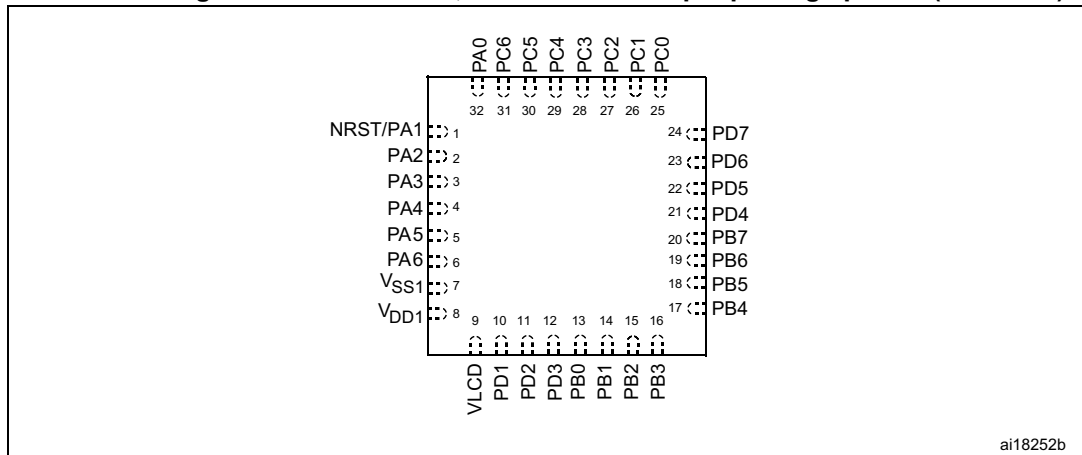 PA0
PC6
PC5
PC4
PC3
PC2
PC1
PC0
32 31 30 29 28 27 26 25
NRST/PA1 1
PA2 2
PA3 3
PA4 4
PA5 5
PA6 6
VSS1 7
VDD1 8
24 PD7
23 PD6
22 PD5
21 PD4
20 PB7
19 PB6
18 PB5
17 PB4
9 10 11 12 13 14 15 16
VLCD
PD1
PD2
PD3
PB0
PB1
PB2
PB3
ai18252b